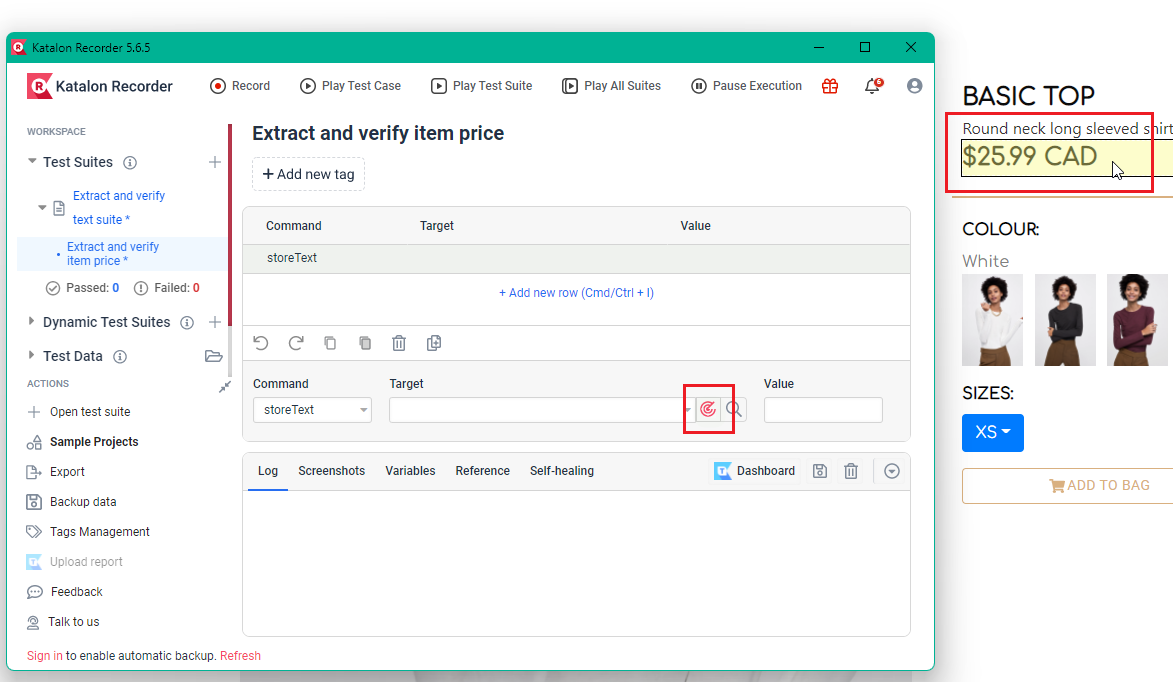 Katalon Recorder 5.6.5
Katalon Recorder
Record
Play Test Case
Play Test Suite
Play All Suites
Pause Execution
6
WORKSPACE
Test Suites
Extract and verify
text suite *
Extract and verify
item price *
Passed: 0
Failed: 0
Dynamic Test Suites
Test Data
ACTIONS
Open test suite
Sample Projects
Export
Backup data
Tags Management
Upload report
Feedback
Talk to us
Sign in to enable automatic backup. Refresh
Extract and verify item price
+ Add new tag
Command Target Value
storeText
+ Add new row (Cmd/Ctrl + I)
Command Target Value
storeText
Log Screenshots Variables Reference Self-healing
Dashboard
BASIC TOP
Round neck long sleeved shirt
$25.99 CAD
COLOUR:
White
SIZES:
XS
ADD TO BAG